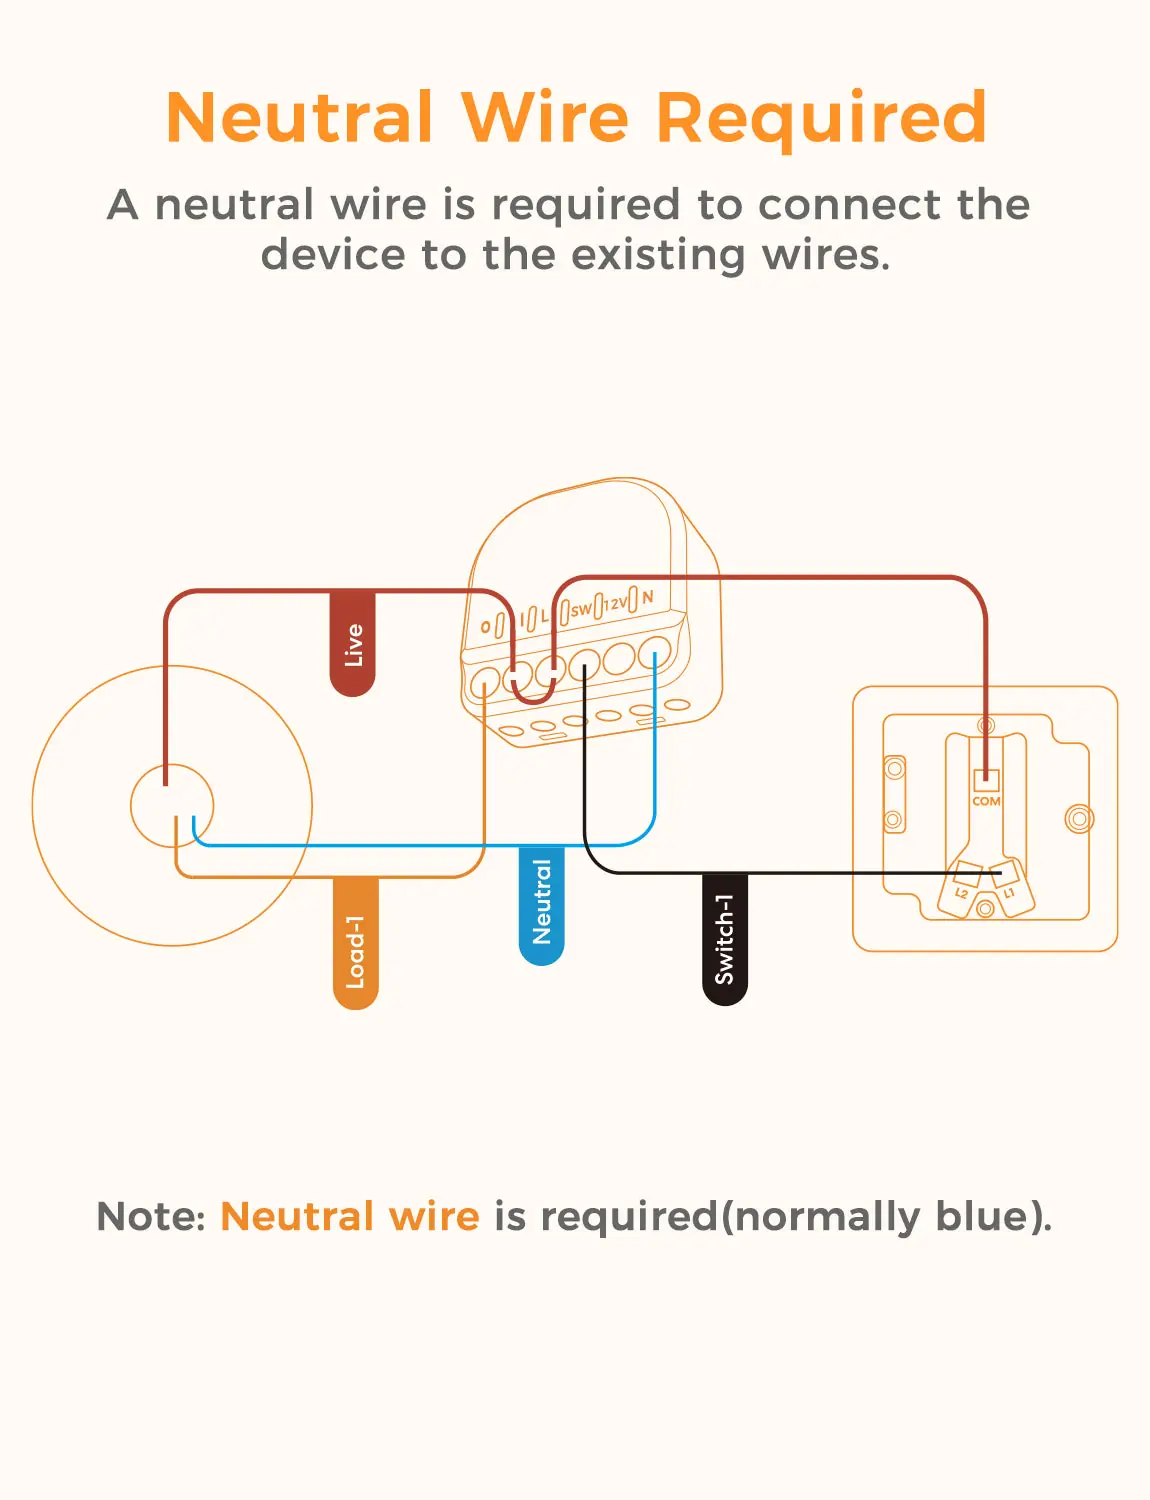 Neutral Wire Required
A neutral wire is required to connect the
device to the existing wires.
O I L SW 12V N
Live
COM
L2 L1
Load-1
Neutral
Switch-1
Note: Neutral wire is required(normally blue).